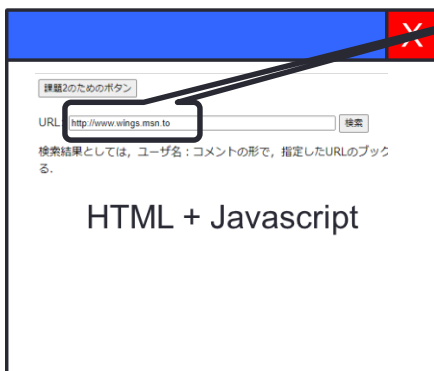 X
課題2のためのボタン
URL: http://www.wings.msn.to 検索
検索結果としては，ユーザ名：コメントの形で，指定したURLのブック
る．
HTML + Javascript